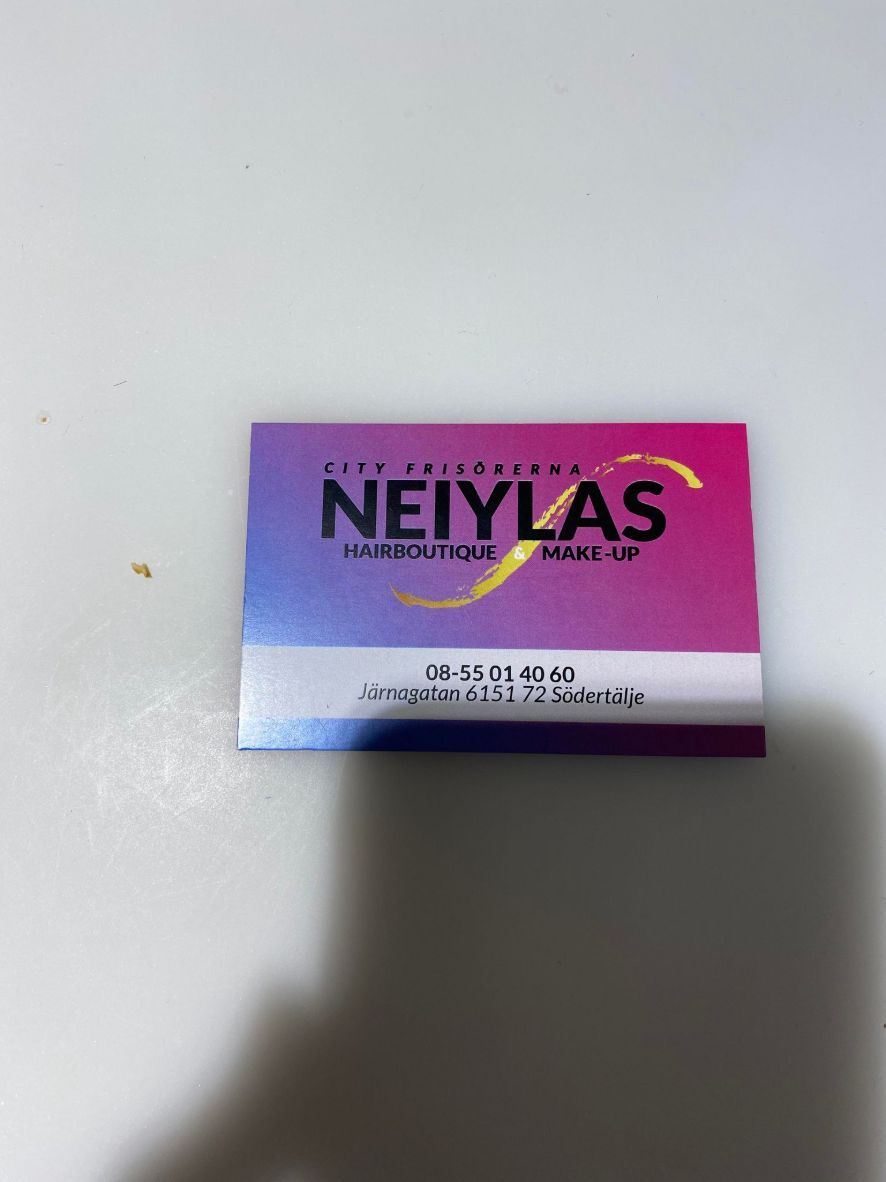 CITY FRISÖRERNA
NEIYLAS
HAIRBOUTIQUE & MAKE-UP
08-55 01 40 60
Järnagatan 6151 72 Södertälje